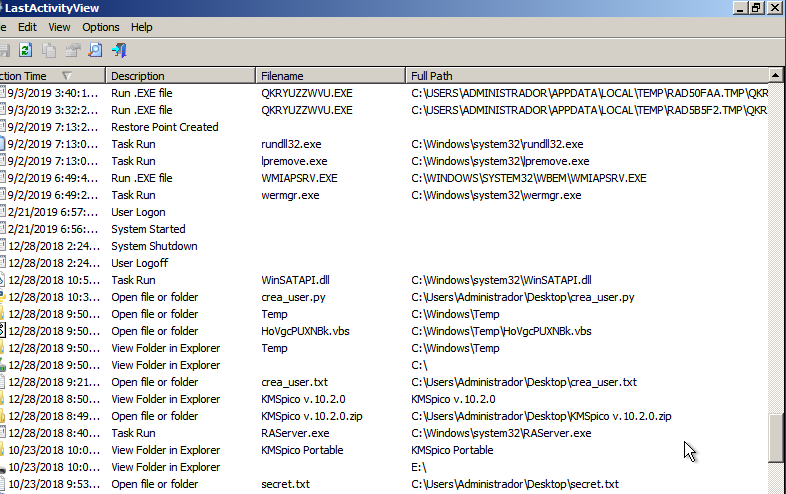 LastActivityView
e Edit View Options Help
ction Time Description Filename Full Path
9/3/2019 3:40:1... Run .EXE file QKRYUZZWVU.EXE C:\USERS\ADMINISTRADOR\APPDATA\LOCAL\TEMP\RAD50FAA.TMP\QKR
9/3/2019 3:32:2... Run .EXE file QKRYUZZWVU.EXE C:\USERS\ADMINISTRADOR\APPDATA\LOCAL\TEMP\RAD5B5F2.TMP\QKR
9/2/2019 7:13:2... Restore Point Created
9/2/2019 7:13:0... Task Run rundll32.exe C:\Windows\system32\rundll32.exe
9/2/2019 7:13:0... Task Run lpremove.exe C:\Windows\system32\lpremove.exe
9/2/2019 6:49:4... Run .EXE file WMIAPSRV.EXE C:\WINDOWS\SYSTEM32\WBEM\WMIAPSRV.EXE
9/2/2019 6:49:2... Task Run wermgr.exe C:\Windows\system32\wermgr.exe
2/21/2019 6:57:... User Logon
2/21/2019 6:56:... System Started
12/28/2018 2:24... System Shutdown
12/28/2018 2:24... User Logoff
12/28/2018 10:5... Task Run WinSATAPI.dll C:\Windows\system32\WinSATAPI.dll
12/28/2018 10:3... Open file or folder crea_user.py C:\Users\Administrador\Desktop\crea_user.py
12/28/2018 9:50... Open file or folder Temp C:\Windows\Temp
12/28/2018 9:50... Open file or folder HoVgcPUXNBk.vbs C:\Windows\Temp\HoVgcPUXNBk.vbs
12/28/2018 9:50... View Folder in Explorer Temp C:\Windows\Temp
12/28/2018 9:50... View Folder in Explorer C:\
12/28/2018 9:21... Open file or folder crea_user.txt C:\Users\Administrador\Desktop\crea_user.txt
12/28/2018 8:50... View Folder in Explorer KMSpico v.10.2.0 KMSpico v.10.2.0
12/28/2018 8:49... Open file or folder KMSpico v.10.2.0.zip C:\Users\Administrador\Desktop\KMSpico v.10.2.0.zip
12/28/2018 8:40... Task Run RAServer.exe C:\Windows\system32\RAServer.exe
10/23/2018 10:0... View Folder in Explorer KMSpico Portable KMSpico Portable
10/23/2018 10:0... View Folder in Explorer E:\
10/23/2018 9:53... Open file or folder secret.txt C:\Users\Administrador\Desktop\secret.txt